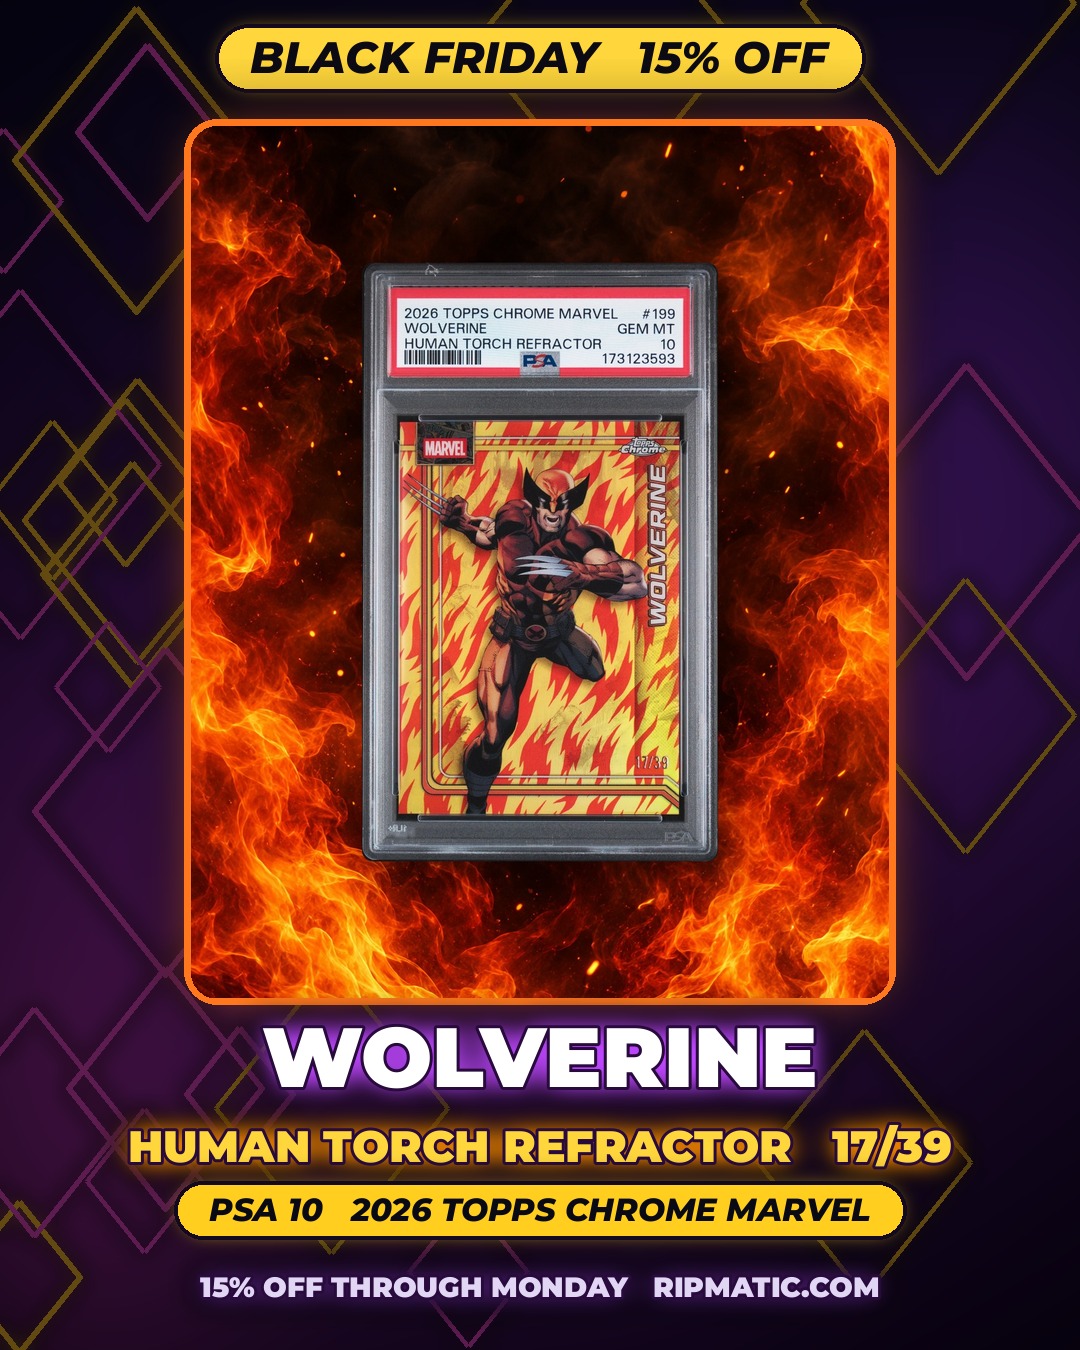 BLACK FRIDAY 15% OFF
2026 TOPPS CHROME MARVEL #199
WOLVERINE GEM MT
HUMAN TORCH REFRACTOR 10
PSA 173123593
MARVEL
Topps Chrome
WOLVERINE
17/39
PSA
WOLVERINE
HUMAN TORCH REFRACTOR 17/39
PSA 10 2026 TOPPS CHROME MARVEL
15% OFF THROUGH MONDAY RIPMATIC.COM